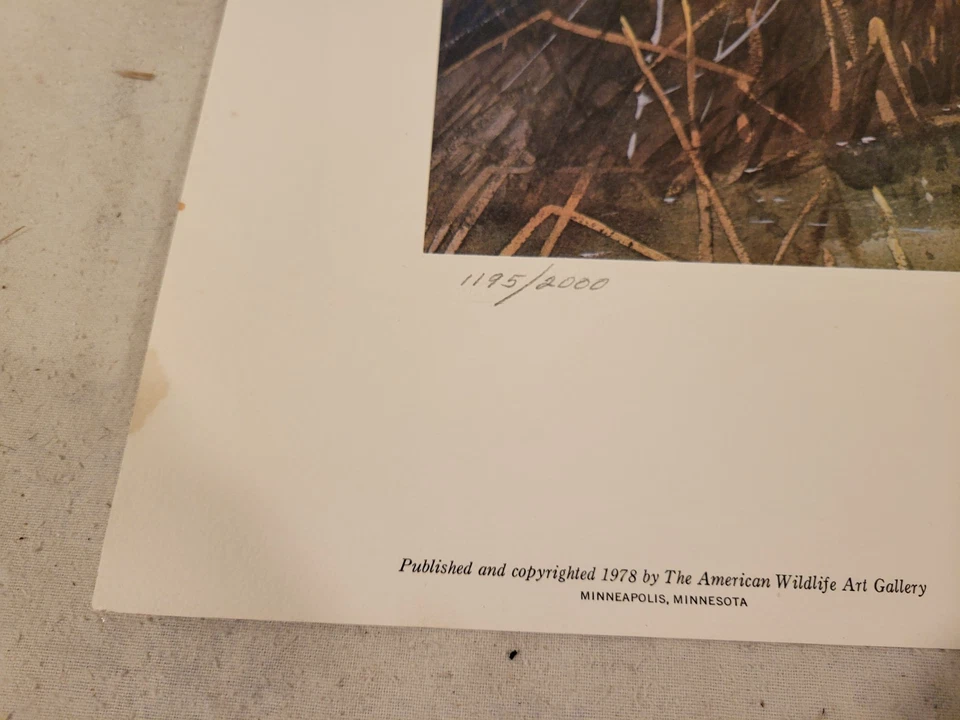 1195/2000
Published and copyrighted 1978 by The American Wildlife Art Gallery
MINNEAPOLIS, MINNESOTA